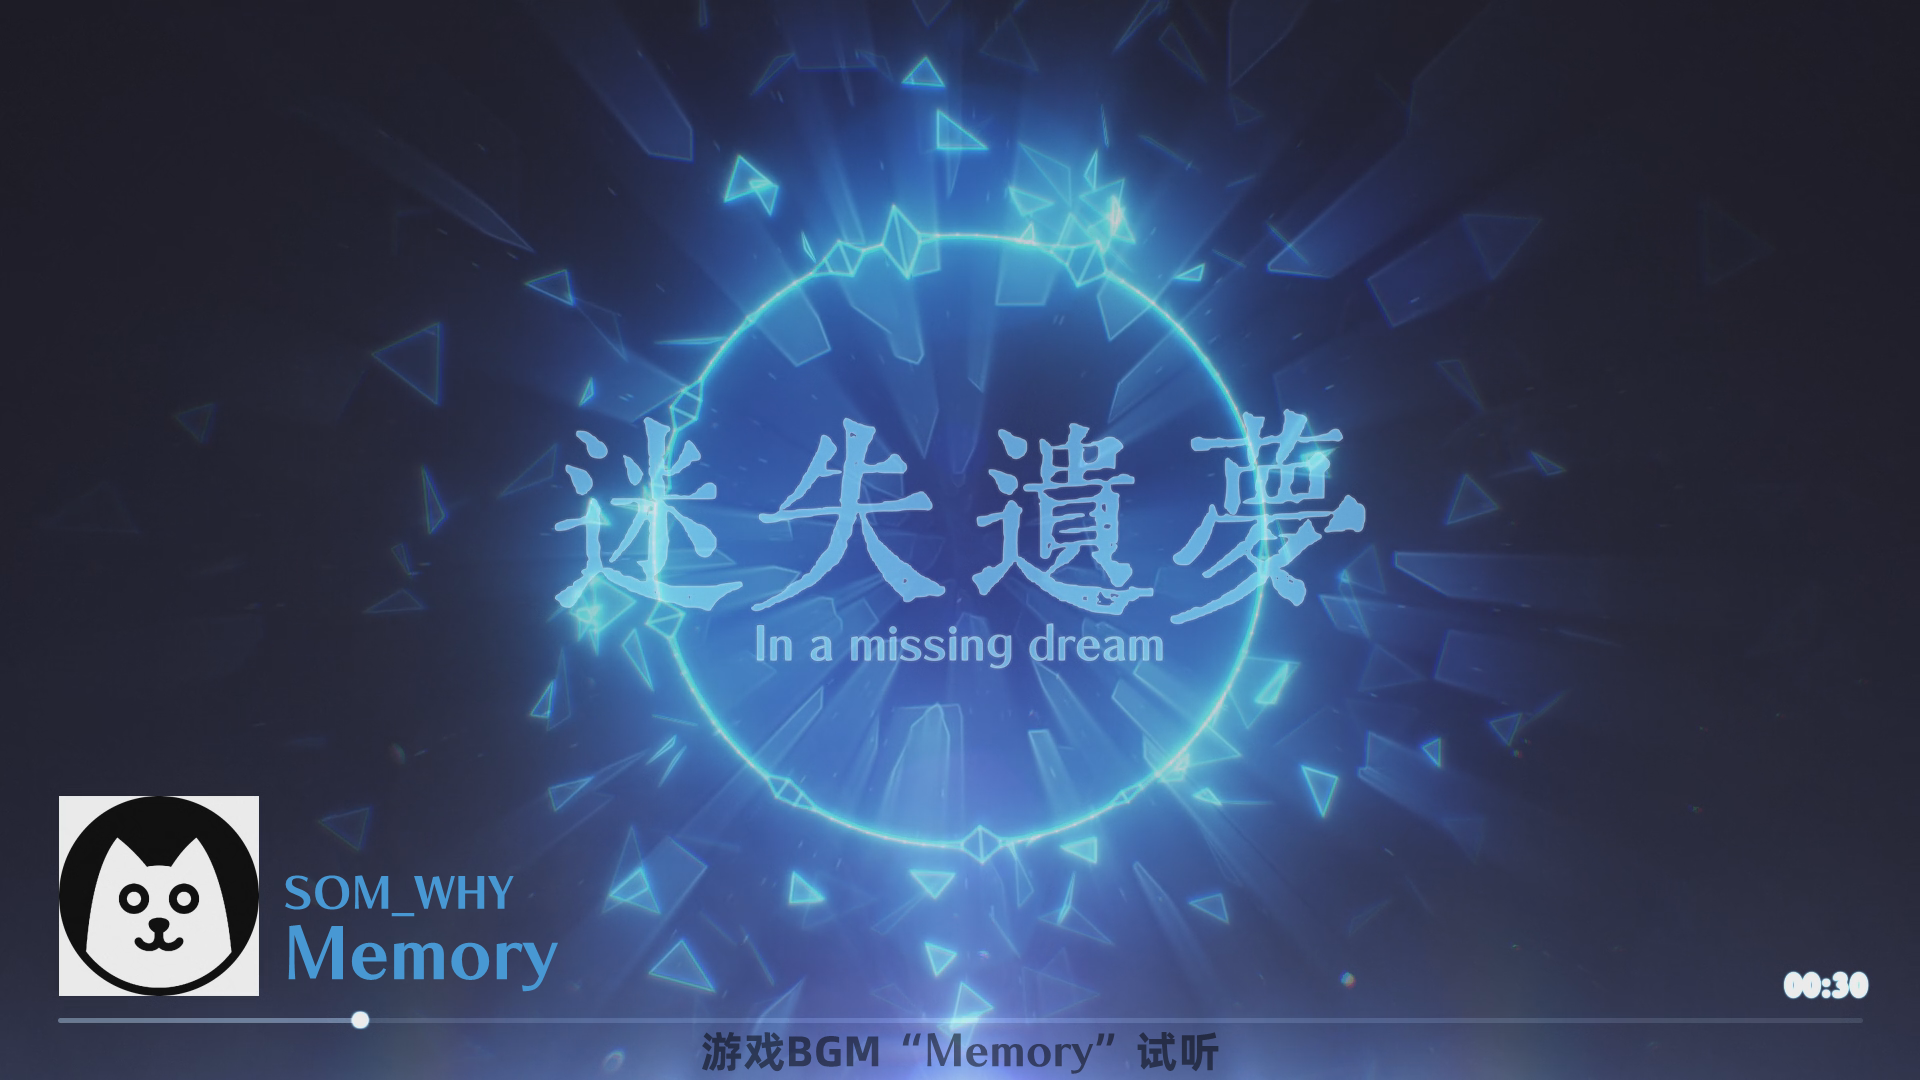 迷失遺夢
In a missing dream
SOM_WHY
Memory
00:30
游戏BGM“Memory”试听